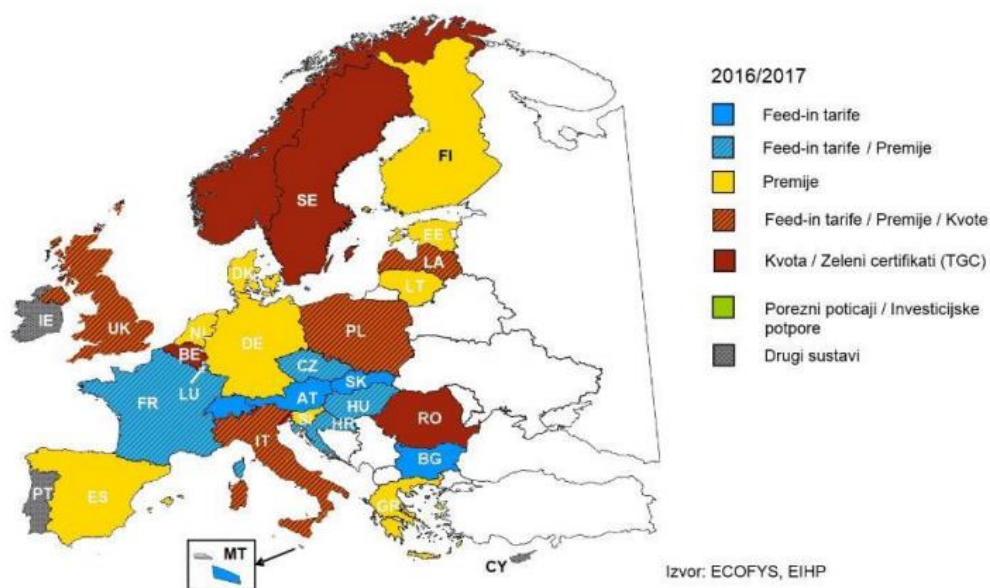 2016/2017
Feed-in tarife
Feed-in tarife / Premije
Premije
Feed-in tarife / Premije / Kvote
Kvota / Zeleni certifikati (TGC)
Porezni poticaji / Investicijske
potpore
Drugi sustavi
FI
SE
EE
LA
LT
DK
IE
UK
NL
BE
DE
PL
LU
CZ
SK
FR
AT
HU
SI
HR
RO
IT
BG
PT
ES
GR
MT
CY
Izvor: ECOFYS, EIHP